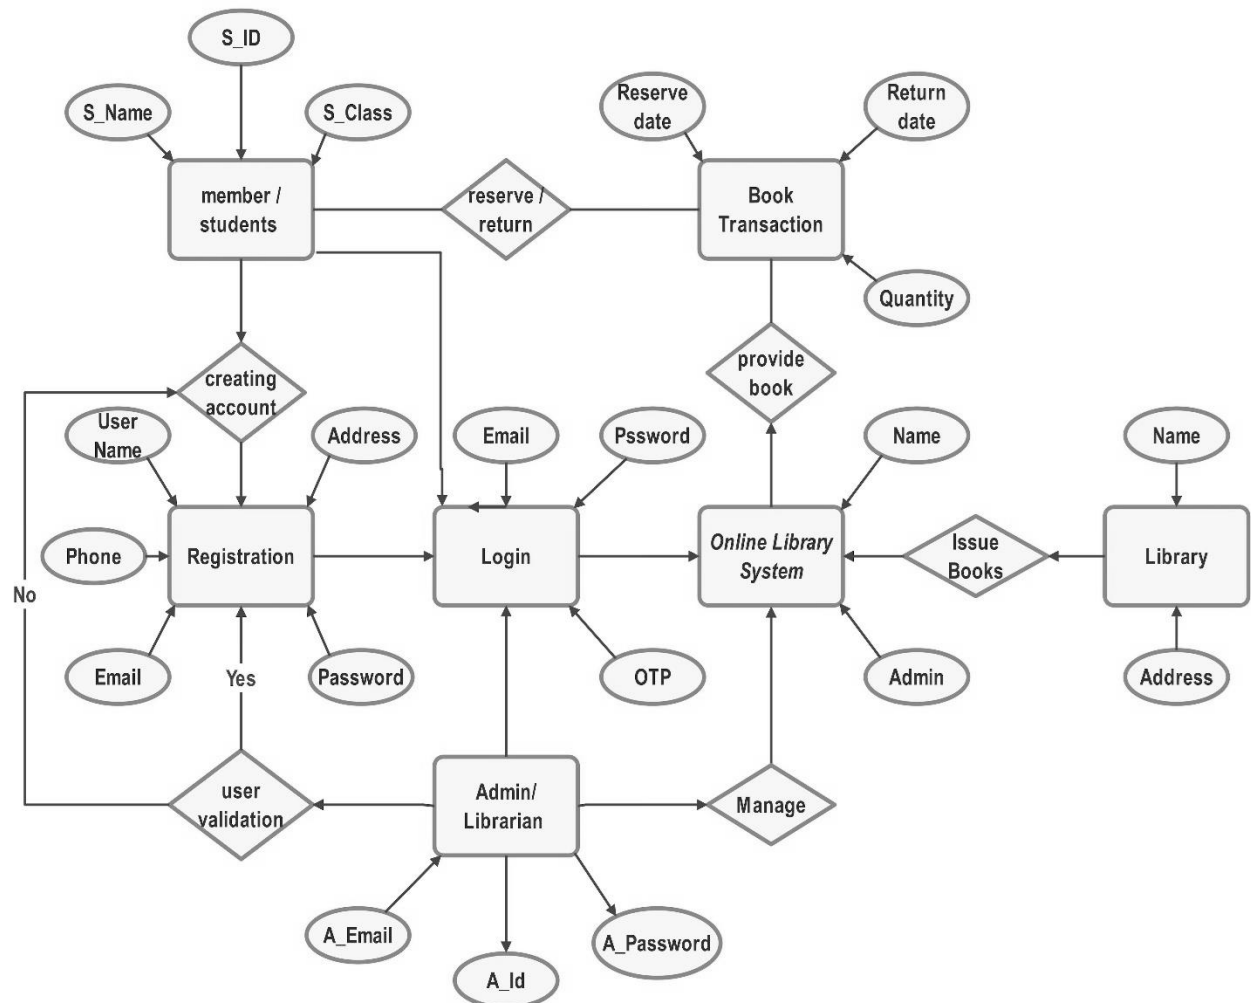 S_ID
S_Name
S_Class
Reserve
date
Return
date
member /
students
reserve /
return
Book
Transaction
Quantity
creating
account
provide
book
User
Name
Address
Email
Pssword
Name
Name
Phone
Registration
Login
Online Library
System
Issue
Books
Library
No
Email
Yes
Password
OTP
Admin
Address
user
validation
Admin/
Librarian
Manage
A_Email
A_Id
A_Password